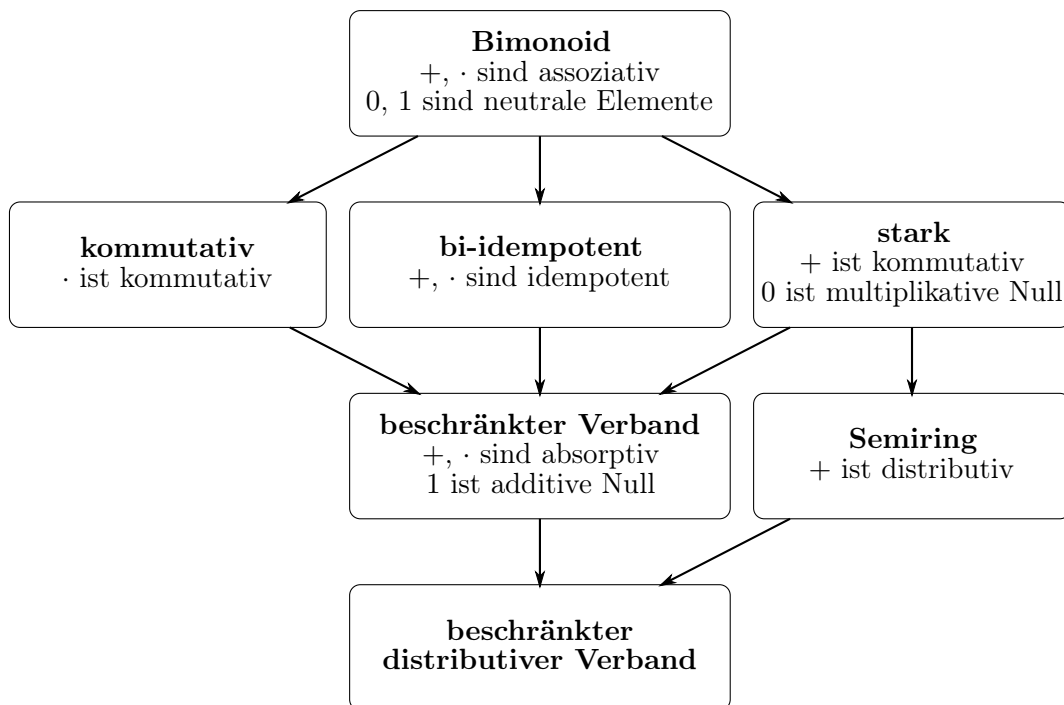 Bimonoid
+, · sind assoziativ
0, 1 sind neutrale Elemente
kommutativ
· ist kommutativ
bi-idempotent
+, · sind idempotent
stark
+ ist kommutativ
0 ist multiplikative Null
beschränkter Verband
+, · sind absorptiv
1 ist additive Null
Semiring
+ ist distributiv
beschränkter
distributiver Verband